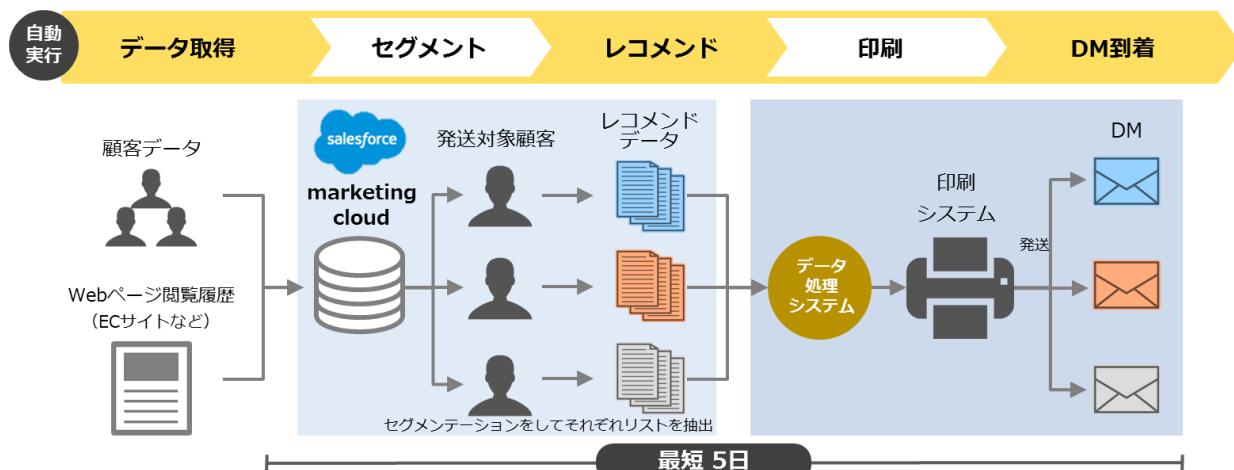 自動
実行
データ取得
セグメント
レコメンド
印刷
DM到着
顧客データ
Webページ閲覧履歴
（ECサイトなど）
salesforce
marketing
cloud
発送対象顧客
レコメンド
データ
セグメンテーションをしてそれぞれリストを抽出
データ
処理
システム
印刷
システム
発送
DM
最短 5日